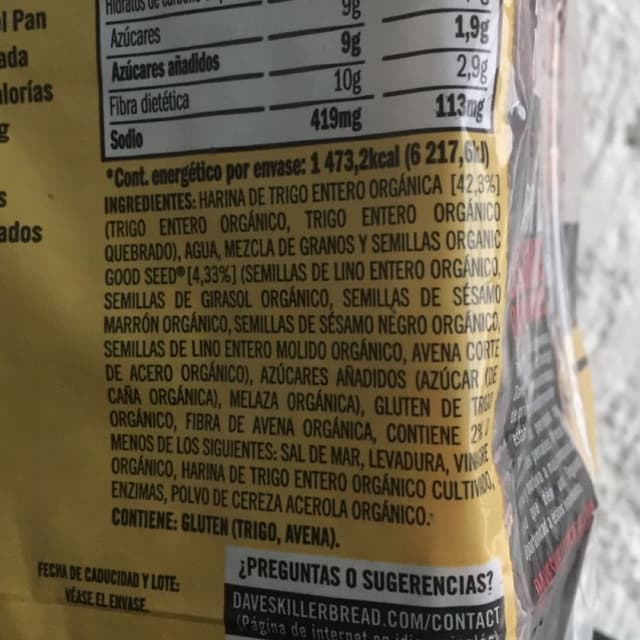 l Pan
ada
alorías
g
s
ados
9g
Azúcares 9g 1,9g
Azúcares añadidos 9g 1,9g
Fibra dietética 10g 2,9g
Sodio 419mg 113mg
*Cont. energético por envase: 1 473,2kcal (6 217,6kJ)
INGREDIENTES: HARINA DE TRIGO ENTERO ORGÁNICA [42,3%]
(TRIGO ENTERO ORGÁNICO, TRIGO ENTERO ORGÁNICO
QUEBRADO), AGUA, MEZCLA DE GRANOS Y SEMILLAS ORGANIC
GOOD SEED® [4,33%] (SEMILLAS DE LINO ENTERO ORGÁNICO,
SEMILLAS DE GIRASOL ORGÁNICO, SEMILLAS DE SÉSAMO
MARRÓN ORGÁNICO, SEMILLAS DE SÉSAMO NEGRO ORGÁNICO,
SEMILLAS DE LINO ENTERO MOLIDO ORGÁNICO, AVENA CORTE
DE ACERO ORGÁNICO), AZÚCARES AÑADIDOS (AZÚCAR DE
CAÑA ORGÁNICA), MELAZA ORGÁNICA), GLUTEN DE TRIGO
ORGÁNICO, FIBRA DE AVENA ORGÁNICA, CONTIENE 2%
MENOS DE LOS SIGUIENTES: SAL DE MAR, LEVADURA, VINAGRE
ORGÁNICO, HARINA DE TRIGO ENTERO ORGÁNICO CULTIVADO,
ENZIMAS, POLVO DE CEREZA ACEROLA ORGÁNICO.
CONTIENE: GLUTEN (TRIGO, AVENA).
FECHA DE CADUCIDAD Y LOTE:
VÉASE EL ENVASE
¿PREGUNTAS O SUGERENCIAS?
DAVESKILLERBREAD.COM/CONTACT
(Página de internet en